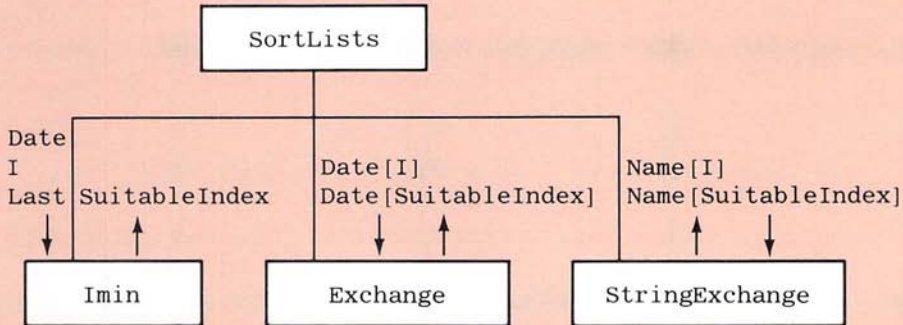 SortLists
Date
I
Last SuitableIndex
Date[I]
Date[SuitableIndex]
Name[I]
Name[SuitableIndex]
Imin
Exchange
StringExchange